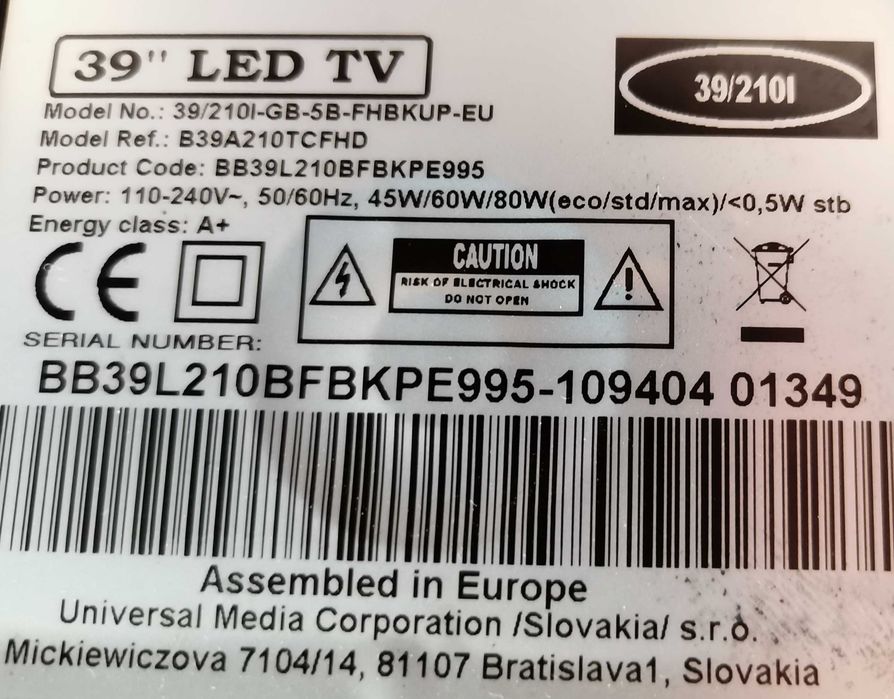 39" LED TV
39/210I
Model No.: 39/210I-GB-5B-FHBKUP-EU
Model Ref.: B39A210TCFHD
Product Code: BB39L210BFBKPE995
Power: 110-240V~, 50/60Hz, 45W/60W/80W(eco/std/max)/<0,5W stb
Energy class: A+
CE
CAUTION
RISK OF ELECTRICAL SHOCK
DO NOT OPEN
SERIAL NUMBER:
BB39L210BFBKPE995-109404 01349
Assembled in Europe
Universal Media Corporation /Slovakia/ s.r.o.
Mickiewiczova 7104/14, 81107 Bratislava1, Slovakia